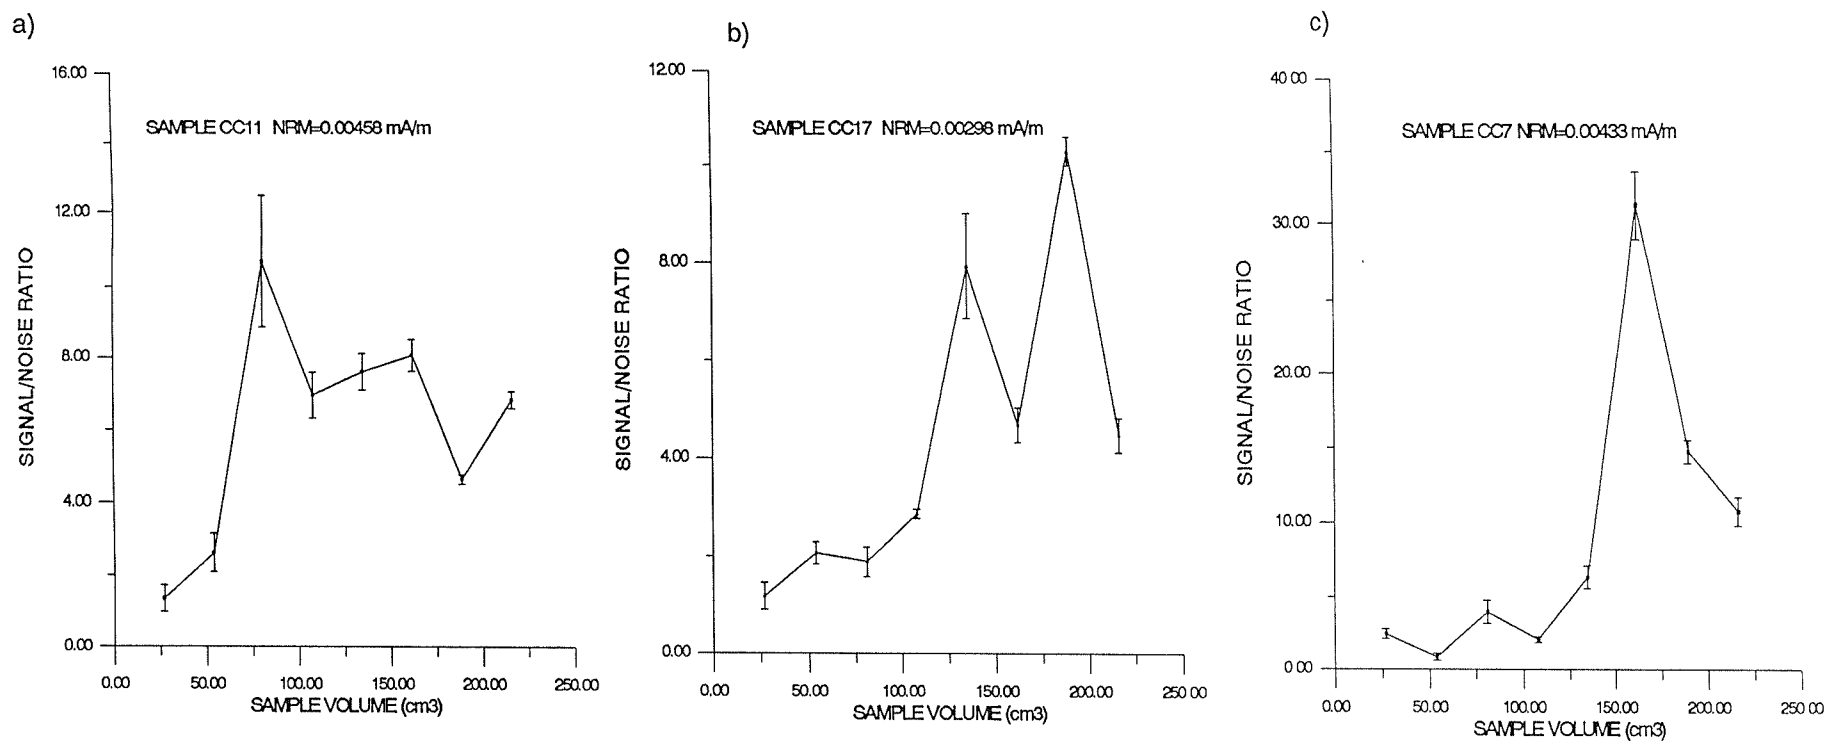 a)
16.00
12.00
8.00
4.00
0.00
SIGNAL/NOISE RATIO
SAMPLE CC11 NRM=0.00458 mA/m
0.00 50.00 100.00 150.00 200.00 250.00
SAMPLE VOLUME (cm3)
b)
12.00
8.00
4.00
0.00
SIGNAL/NOISE RATIO
SAMPLE CC17 NRM=0.00298 mA/m
0.00 50.00 100.00 150.00 200.00 250.00
SAMPLE VOLUME (cm3)
c)
40 00
30.00
20.00
10.00
0 00
SIGNAL/NOISE RATIO
SAMPLE CC7 NRM=0.00433 mA/m
0.00 50.00 100.00 150.00 200.00 250 00
SAMPLE VOLUME (cm3)